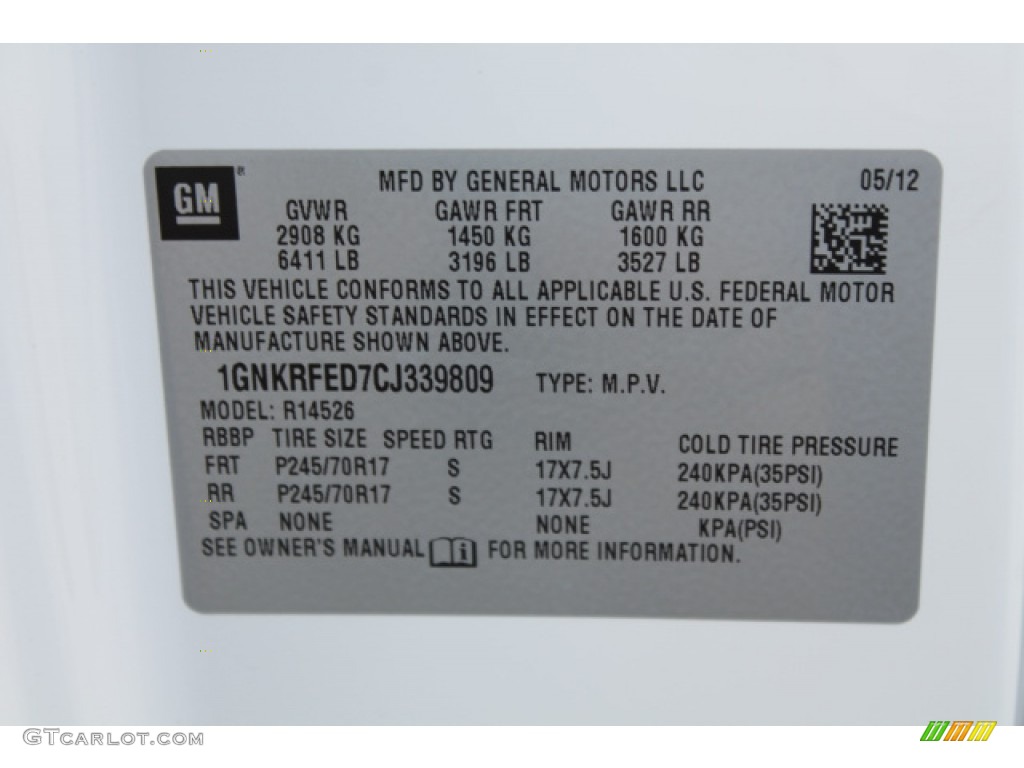 GM ®
MFD BY GENERAL MOTORS LLC 05/12
GVWR GAWR FRT GAWR RR
2908 KG 1450 KG 1600 KG
6411 LB 3196 LB 3527 LB
THIS VEHICLE CONFORMS TO ALL APPLICABLE U.S. FEDERAL MOTOR
VEHICLE SAFETY STANDARDS IN EFFECT ON THE DATE OF
MANUFACTURE SHOWN ABOVE.
1GNKRFED7CJ339809 TYPE: M.P.V.
MODEL: R14526
RBBP TIRE SIZE SPEED RTG RIM COLD TIRE PRESSURE
FRT P245/70R17 S 17X7.5J 240KPA(35PSI)
RR P245/70R17 S 17X7.5J 240KPA(35PSI)
SPA NONE NONE KPA(PSI)
SEE OWNER'S MANUAL i FOR MORE INFORMATION.
GTCARLOT.COM